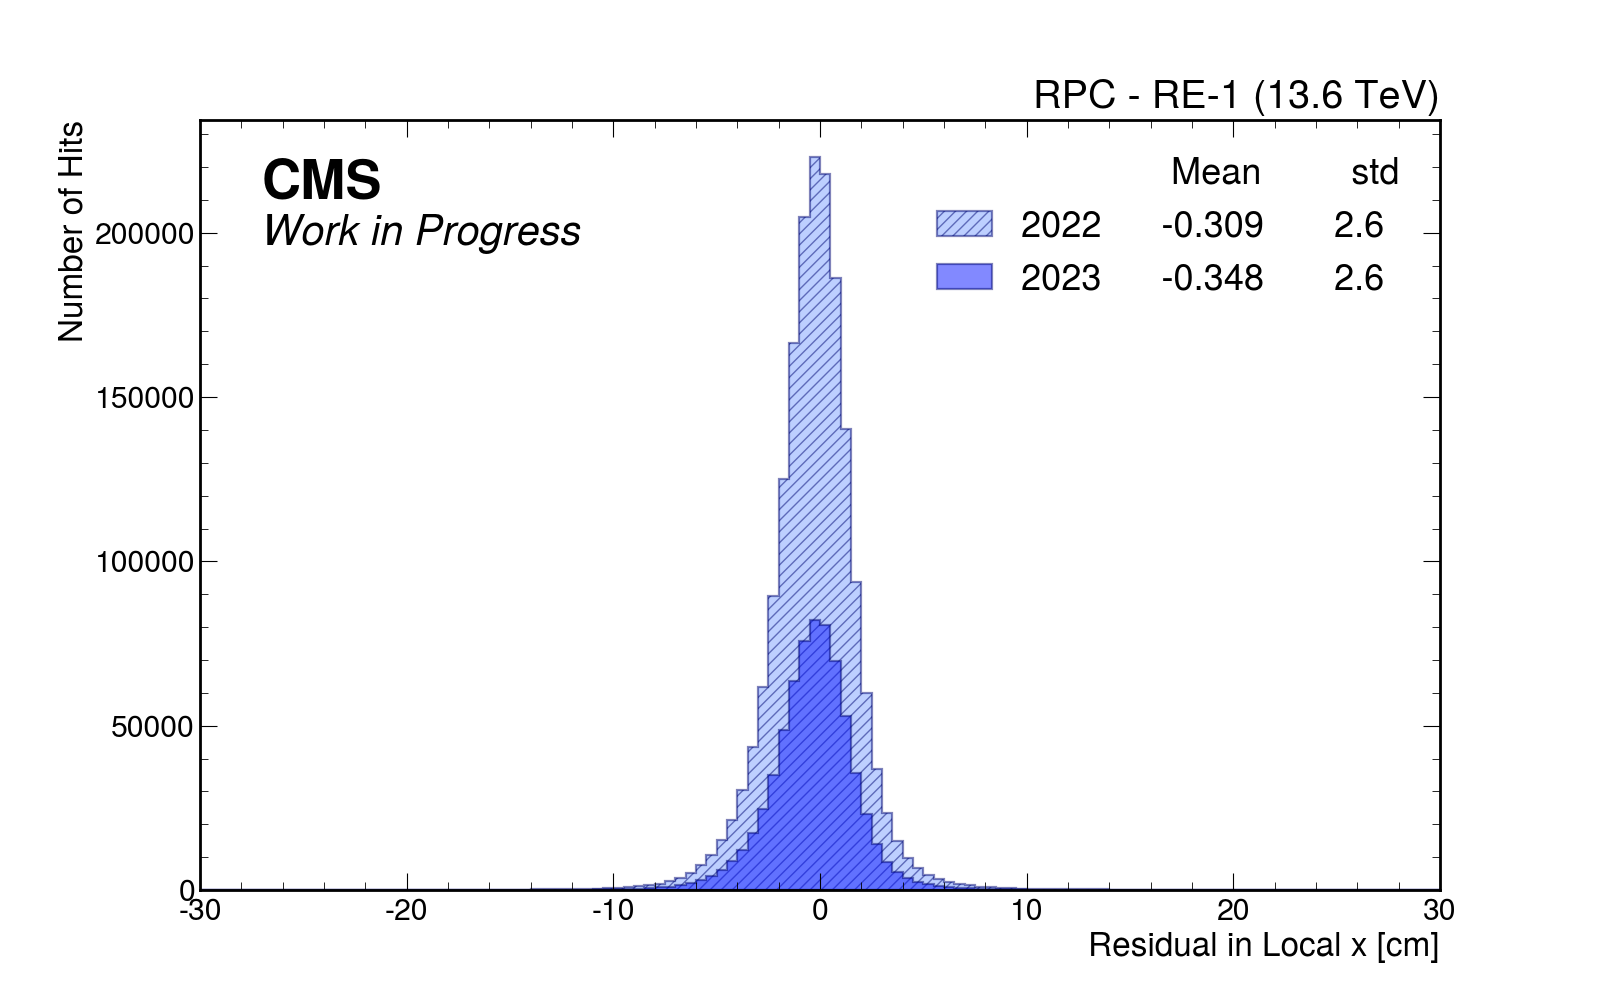 RPC - RE-1 (13.6 TeV)
Number of Hits
CMS
Work in Progress
Mean std
2022 -0.309 2.6
2023 -0.348 2.6
200000
150000
100000
50000
0
-30 -20 -10 0 10 20 30
Residual in Local x [cm]